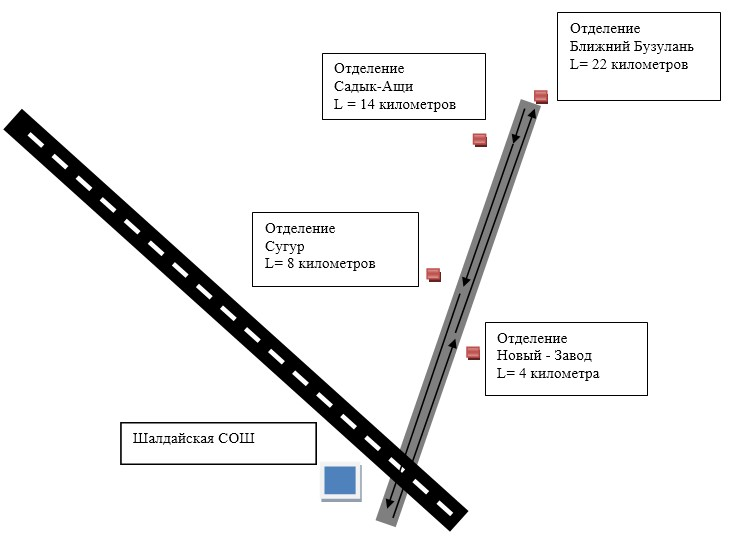 Отделение
Ближний Бузулань
L= 22 километров
Отделение
Садык-Ащи
L = 14 километров
Отделение
Сугур
L= 8 километров
Отделение
Новый - Завод
L= 4 километра
Шалдайская СОШ